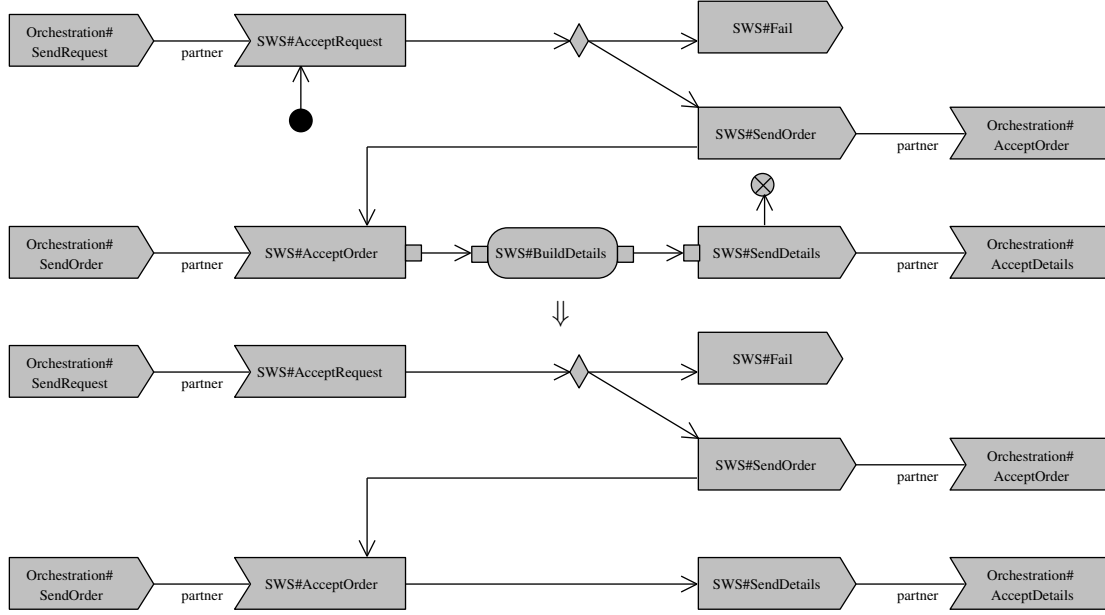 Orchestration#
SendRequest
partner
SWS#AcceptRequest
SWS#Fail
SWS#SendOrder
partner
Orchestration#
AcceptOrder
Orchestration#
SendOrder
partner
SWS#AcceptOrder
SWS#BuildDetails
SWS#SendDetails
partner
Orchestration#
AcceptDetails
⇓
Orchestration#
SendRequest
partner
SWS#AcceptRequest
SWS#Fail
SWS#SendOrder
partner
Orchestration#
AcceptOrder
Orchestration#
SendOrder
partner
SWS#AcceptOrder
SWS#SendDetails
partner
Orchestration#
AcceptDetails